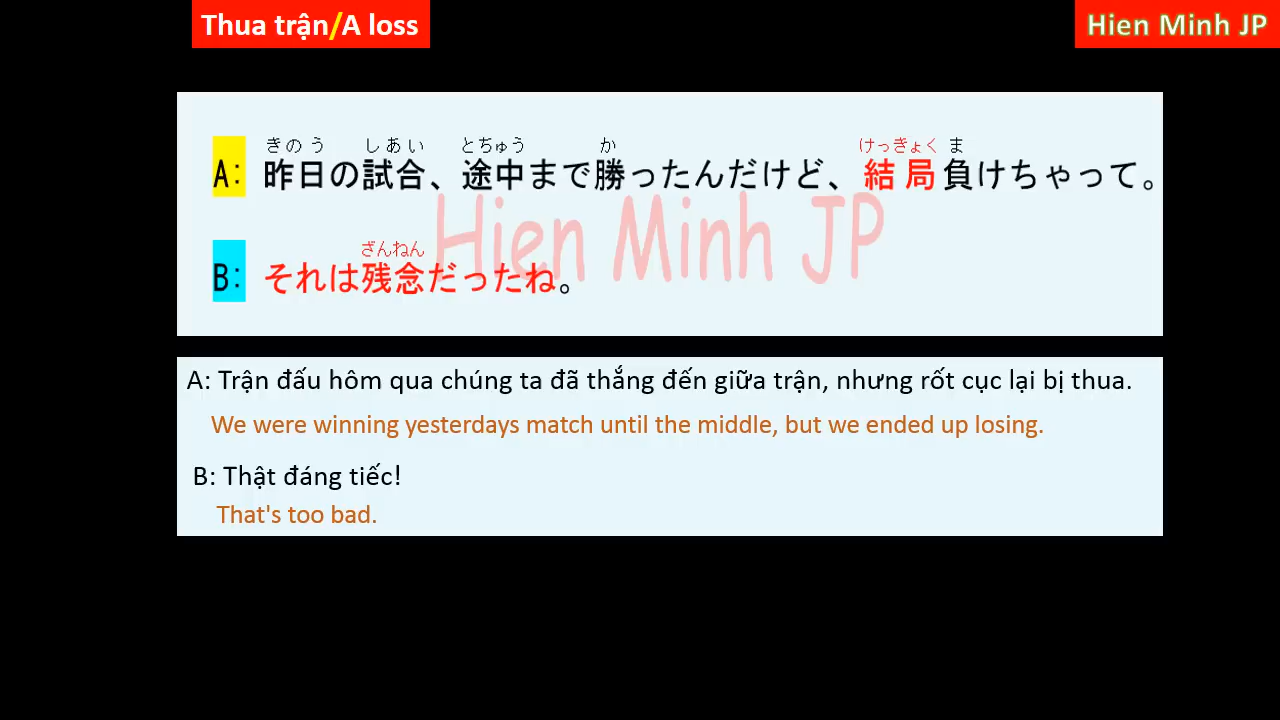 Thua trận/A loss
Hien Minh JP
きのう しあい とちゅう か けっぎょく ま
A: 昨日の試合、途中まで勝ったんだけど、結局負けちゃって。
Hien Minh JP
ざんねん
B: それは残念だったね。
A: Trận đấu hôm qua chúng ta đã thắng đến giữa trận, nhưng rốt cục lại bị thua.
We were winning yesterdays match until the middle, but we ended up losing.
B: Thật đáng tiếc!
That's too bad.